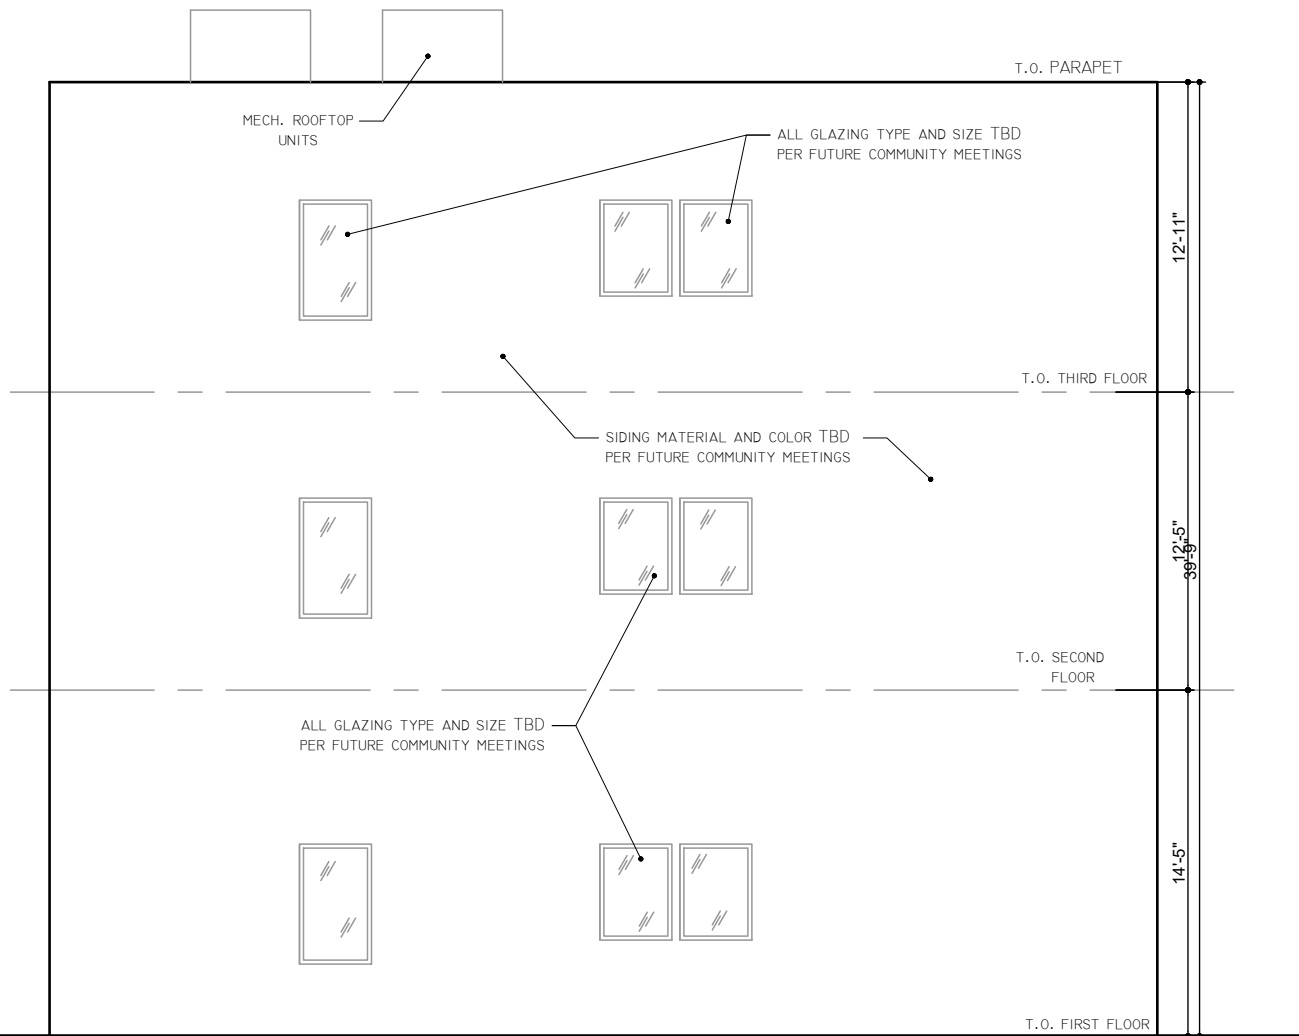 T.O. PARAPET
MECH. ROOFTOP
UNITS
ALL GLAZING TYPE AND SIZE TBD
PER FUTURE COMMUNITY MEETINGS
12'-11"
T.O. THIRD FLOOR
SIDING MATERIAL AND COLOR TBD
PER FUTURE COMMUNITY MEETINGS
12'-5"
39'-9"
T.O. SECOND
FLOOR
ALL GLAZING TYPE AND SIZE TBD
PER FUTURE COMMUNITY MEETINGS
14'-5"
T.O. FIRST FLOOR